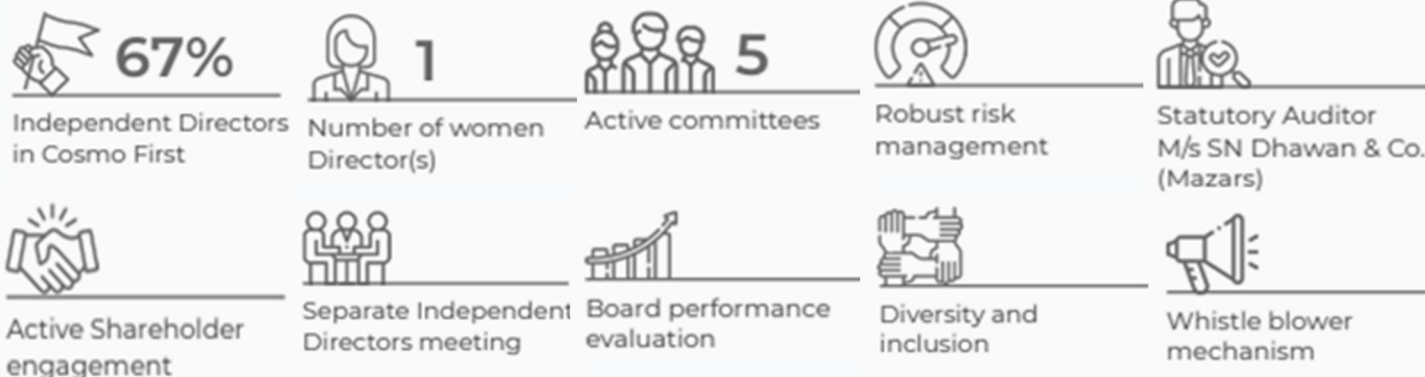 67%
Independent Directors
in Cosmo First
1
Number of women
Director(s)
5
Active committees
Robust risk
management
Statutory Auditor
M/s SN Dhawan & Co.
(Mazars)
Active Shareholder
engagement
Separate Independent
Directors meeting
Board performance
evaluation
Diversity and
inclusion
Whistle blower
mechanism